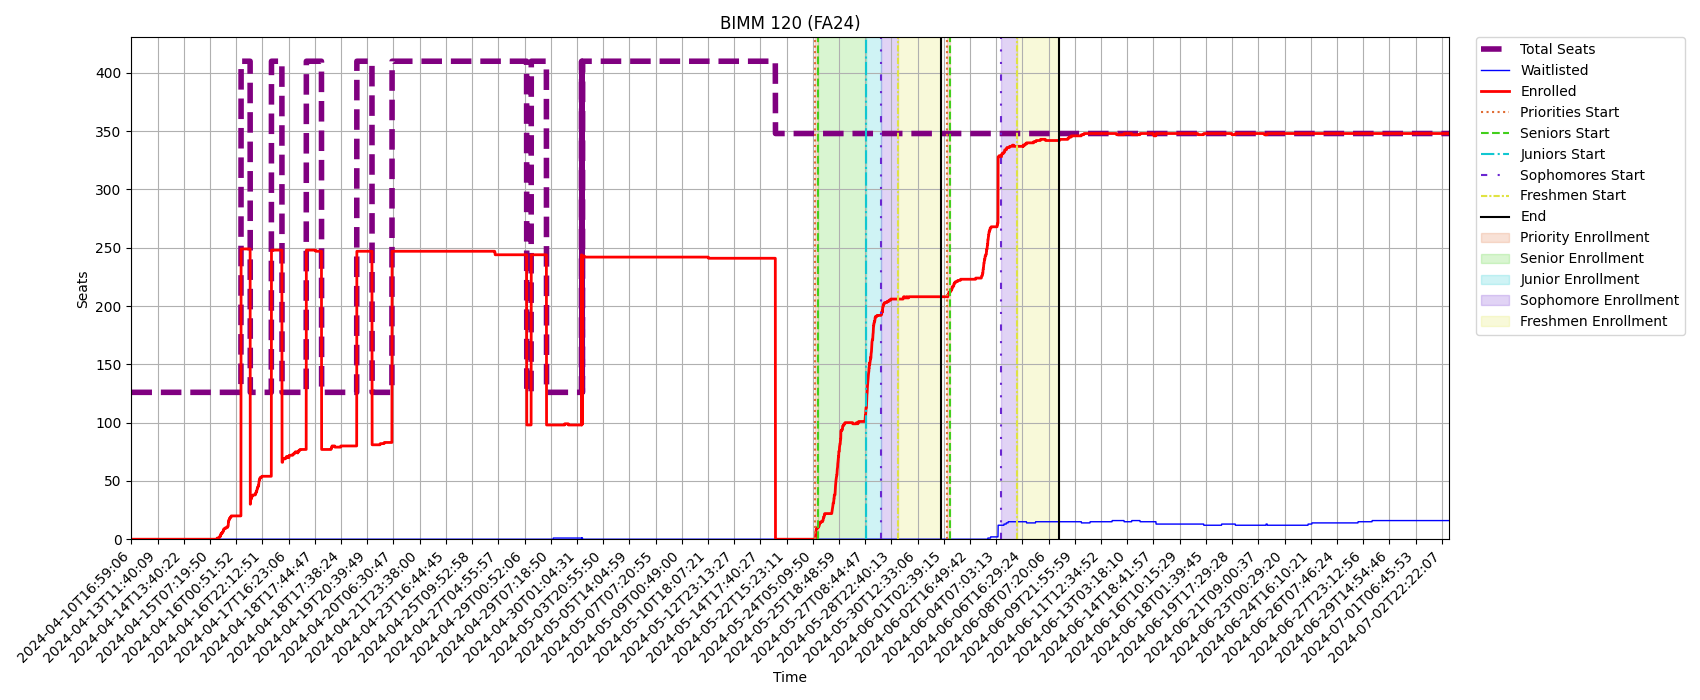 BIMM 120 (FA24)
Total Seats
Waitlisted
Enrolled
Priorities Start
Seniors Start
Juniors Start
Sophomores Start
Freshmen Start
End
Priority Enrollment
Senior Enrollment
Junior Enrollment
Sophomore Enrollment
Freshmen Enrollment
Seats
400
350
300
250
200
150
100
50
0
2024-04-10T16:59:06
2024-04-13T11:40:09
2024-04-14T13:40:22
2024-04-15T07:19:50
2024-04-16T00:51:52
2024-04-16T22:12:51
2024-04-17T16:23:06
2024-04-18T17:44:47
2024-04-18T17:38:24
2024-04-19T20:39:49
2024-04-20T06:30:47
2024-04-21T23:38:00
2024-04-23T16:44:45
2024-04-25T09:52:58
2024-04-27T04:55:57
2024-04-29T00:52:06
2024-04-29T07:18:50
2024-04-30T01:04:31
2024-05-03T20:55:50
2024-05-05T14:04:59
2024-05-07T07:20:55
2024-05-09T00:49:00
2024-05-10T18:07:21
2024-05-12T23:13:27
2024-05-14T17:40:27
2024-05-22T15:23:11
2024-05-24T05:09:50
2024-05-25T18:48:59
2024-05-27T08:44:47
2024-05-28T22:40:13
2024-05-30T12:33:06
2024-06-01T02:39:15
2024-06-02T16:49:42
2024-06-04T07:03:13
2024-06-06T16:29:24
2024-06-08T07:20:06
2024-06-09T21:55:59
2024-06-11T12:34:52
2024-06-13T03:18:10
2024-06-14T18:41:57
2024-06-16T10:15:29
2024-06-18T01:39:45
2024-06-19T17:29:28
2024-06-21T09:00:37
2024-06-23T00:29:20
2024-06-24T16:10:21
2024-06-26T07:46:24
2024-06-27T23:12:56
2024-06-29T14:54:46
2024-07-01T06:45:53
2024-07-02T22:22:07
Time